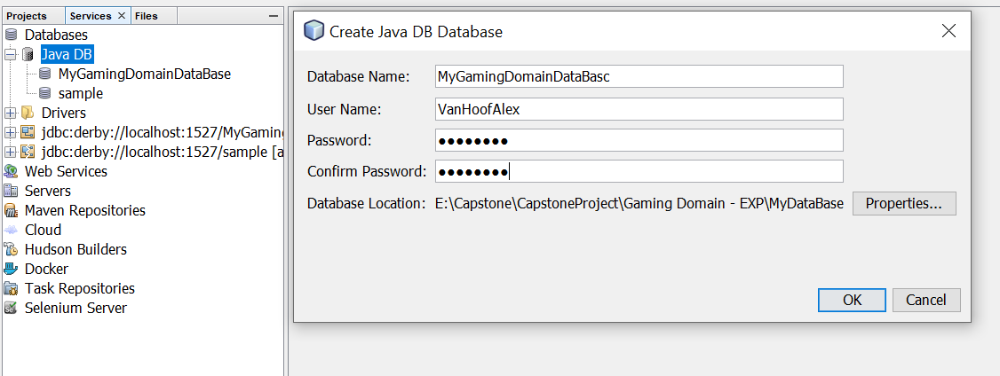 Projects
Services
Files
Databases
Java DB
MyGamingDomainDataBase
sample
Drivers
jdbc:derby://localhost:1527/MyGaming
jdbc:derby://localhost:1527/sample [a
Web Services
Servers
Maven Repositories
Cloud
Hudson Builders
Docker
Task Repositories
Selenium Server
Create Java DB Database
Database Name: MyGamingDomainDataBasc
User Name: VanHoofAlex
Password: ●●●●●●●●
Confirm Password: ●●●●●●●●
Database Location: E:\Capstone\CapstoneProject\Gaming Domain - EXP\MyDataBase Properties...
OK Cancel